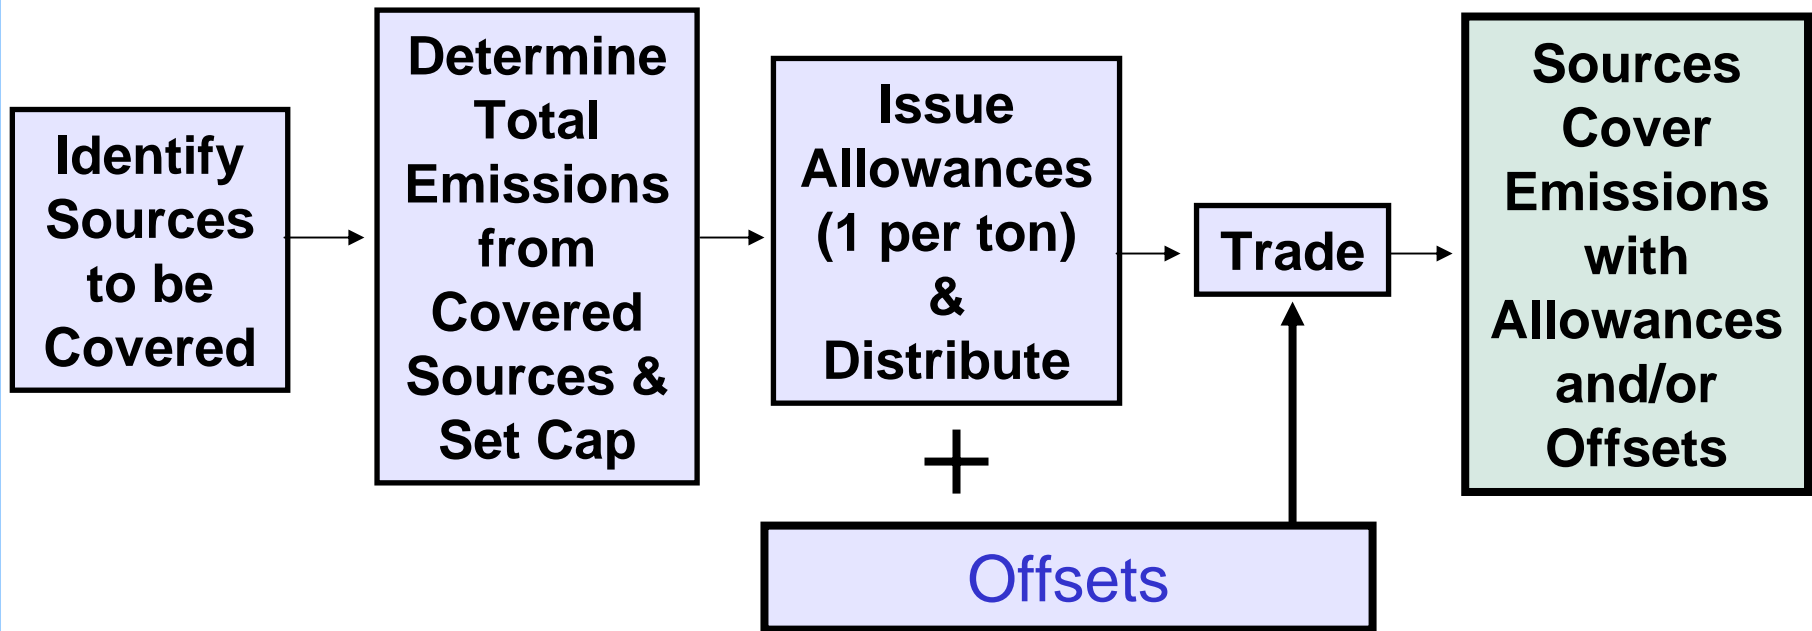 Identify
Sources
to be
Covered
Determine
Total
Emissions
from
Covered
Sources &
Set Cap
Issue
Allowances
(1 per ton)
&
Distribute
+
Offsets
Trade
Sources
Cover
Emissions
with
Allowances
and/or
Offsets